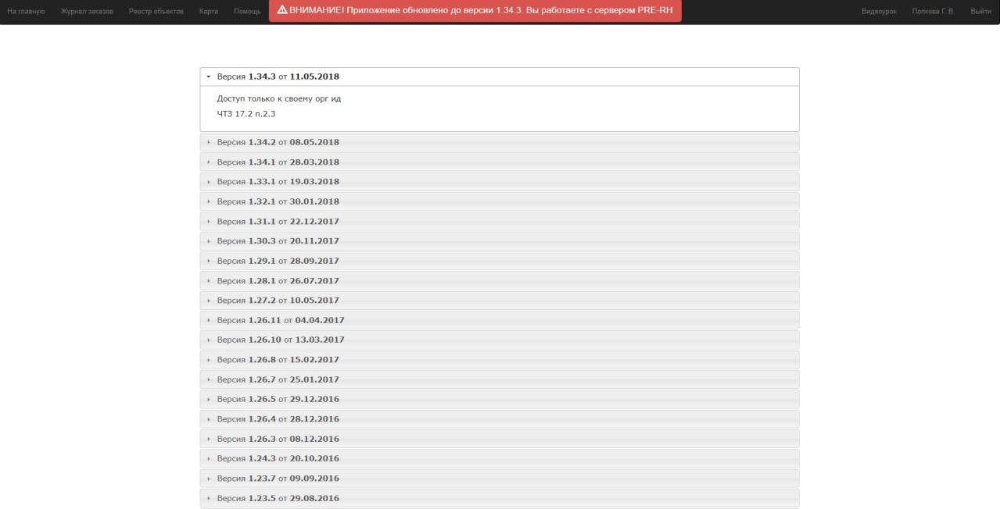 На главную Журнал заказов Реестр объектов Карта Помощь ВНИМАНИЕ! Приложение обновлено до версии 1.34.3. Вы работаете с сервером PRE-RH Видеоурок Попкова Г. В. Выйти
Версия 1.34.3 от 11.05.2018
Доступ только к своему орг ид
ЧТЗ 17.2 п.2.3
Версия 1.34.2 от 08.05.2018
Версия 1.34.1 от 28.03.2018
Версия 1.33.1 от 19.03.2018
Версия 1.32.1 от 30.01.2018
Версия 1.31.1 от 22.12.2017
Версия 1.30.3 от 20.11.2017
Версия 1.29.1 от 28.09.2017
Версия 1.28.1 от 26.07.2017
Версия 1.27.2 от 10.05.2017
Версия 1.26.11 от 04.04.2017
Версия 1.26.10 от 13.03.2017
Версия 1.26.8 от 15.02.2017
Версия 1.26.7 от 25.01.2017
Версия 1.26.5 от 29.12.2016
Версия 1.26.4 от 28.12.2016
Версия 1.26.3 от 08.12.2016
Версия 1.24.3 от 20.10.2016
Версия 1.23.7 от 09.09.2016
Версия 1.23.5 от 29.08.2016